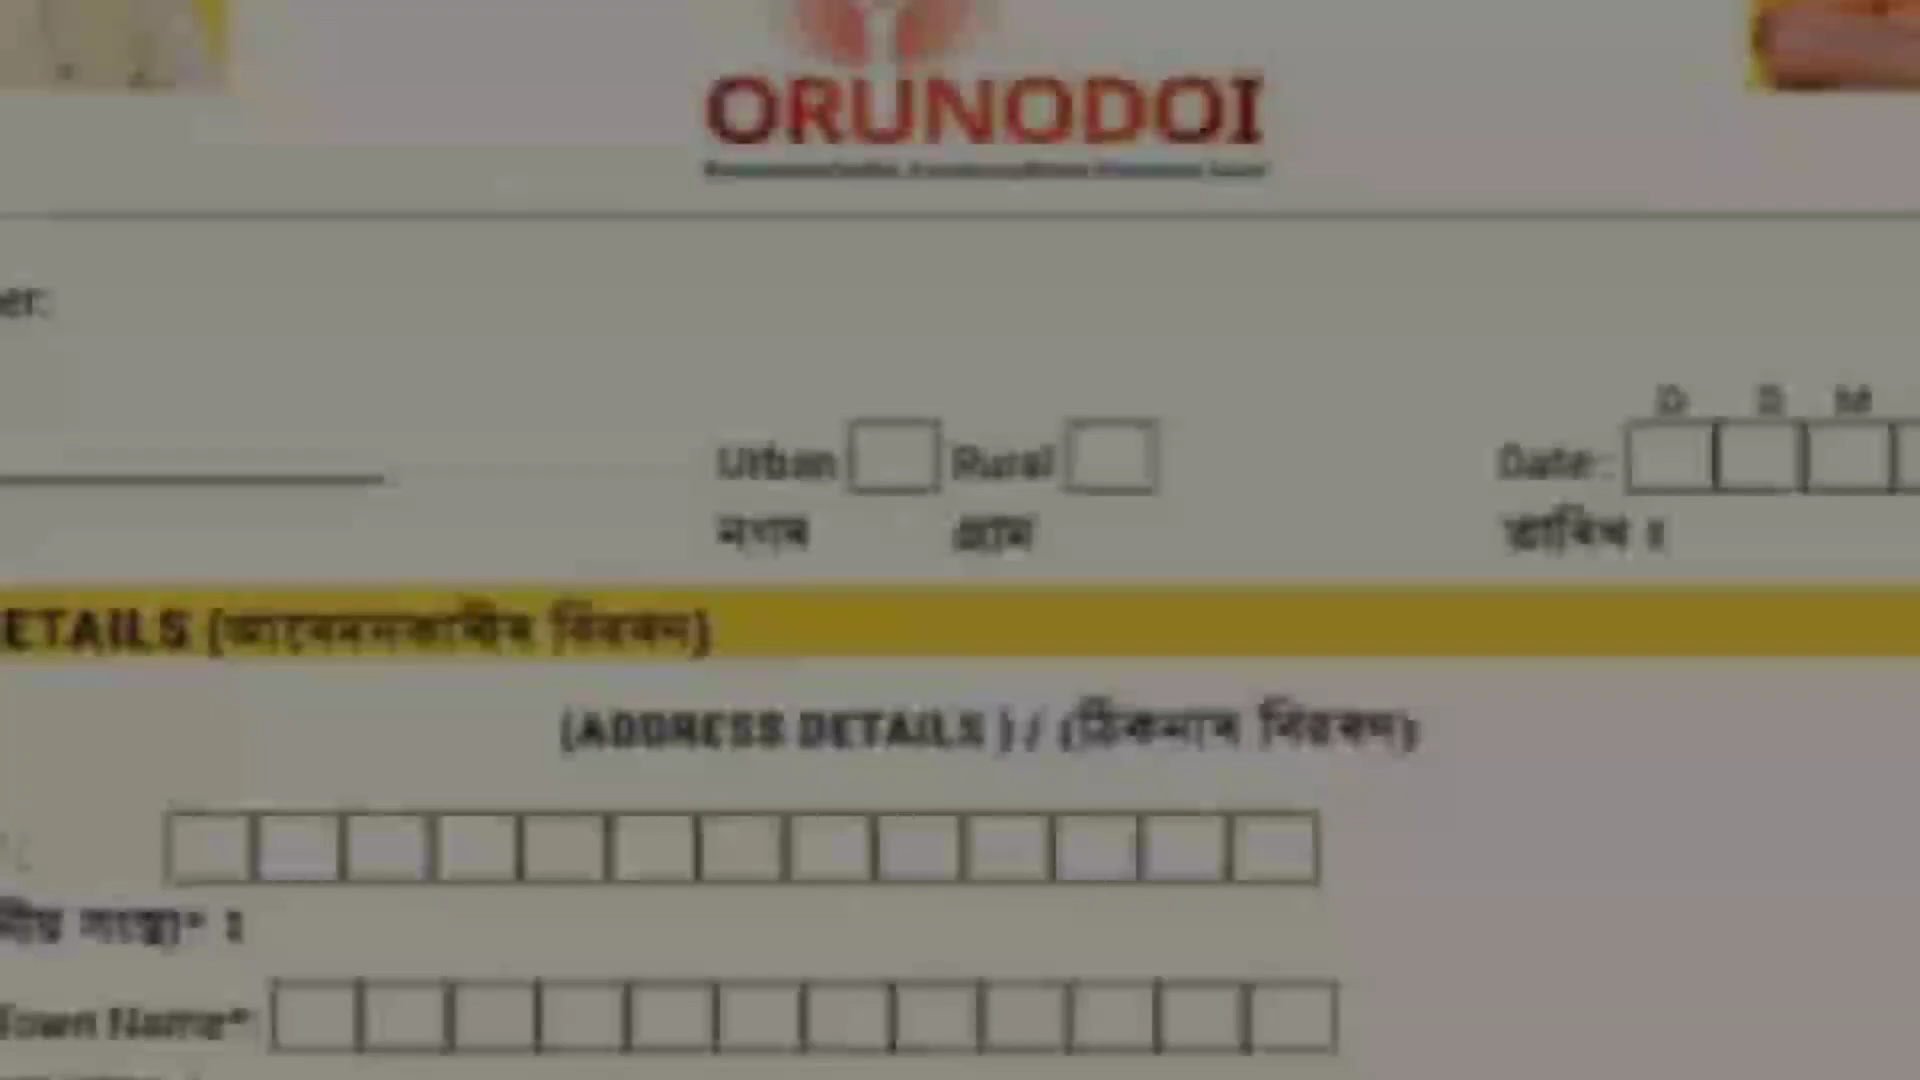 ORUNODOI
er:
D D M
Urban Rural Date :
নগৰ গ্ৰাম তাৰিখ ঃ
ETAILS (আবেদনকাৰীৰ বিৱৰণ)
(ADDRESS DETAILS ) / (ঠিকনাৰ বিৱৰণ)
Town Name*